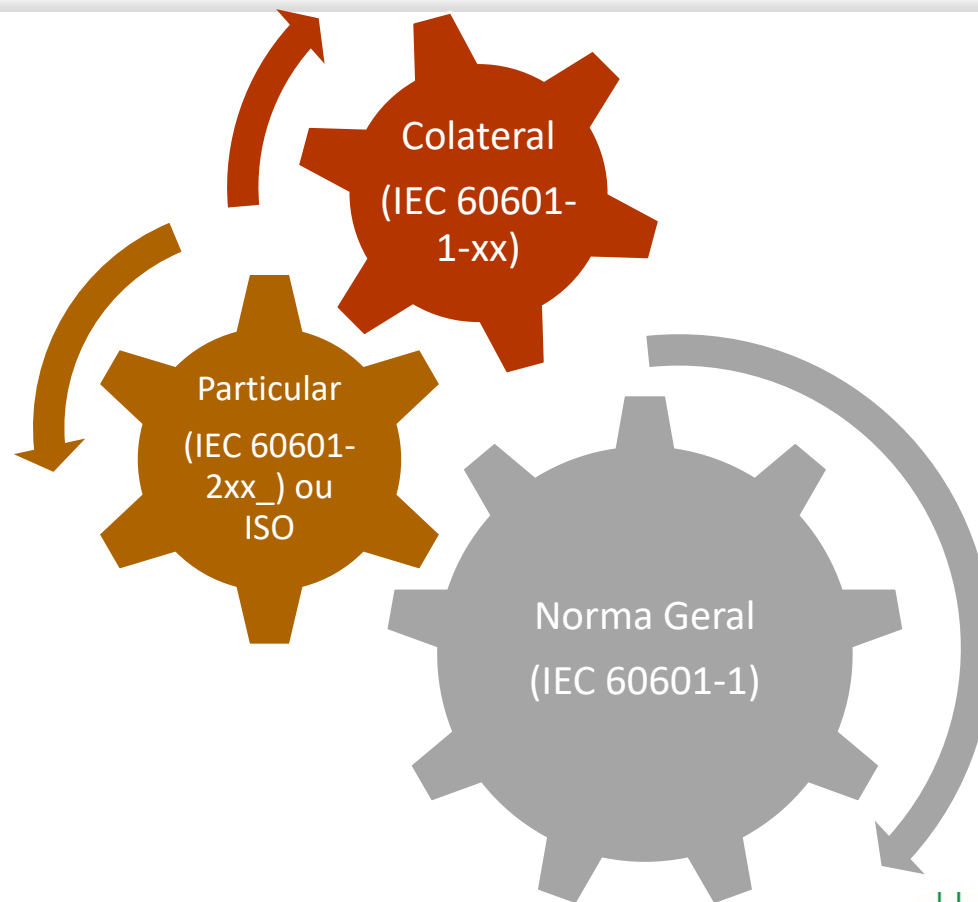 Colateral
(IEC 60601-
1-xx)
Particular
(IEC 60601-
2xx_) ou
ISO
Norma Geral
(IEC 60601-1)